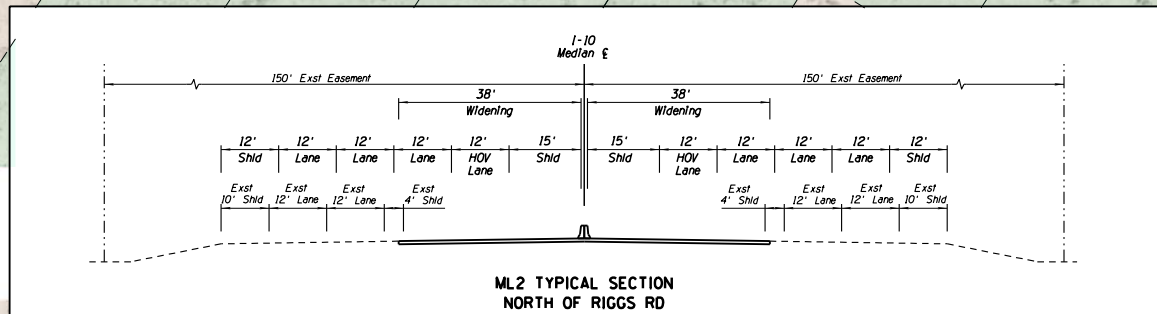 I-10
Median ℄
150' Exst Easement
150' Exst Easement
38'
Widening
38'
Widening
12'
Shld
12'
Lane
12'
Lane
12'
Lane
12'
HOV
Lane
15'
Shld
15'
Shld
12'
HOV
Lane
12'
Lane
12'
Lane
12'
Lane
12'
Shld
Exst
10' Shld
Exst
12' Lane
Exst
12' Lane
Exst
4' Shld
Exst
4' Shld
Exst
12' Lane
Exst
12' Lane
Exst
10' Shld
ML2 TYPICAL SECTION
NORTH OF RIGGS RD